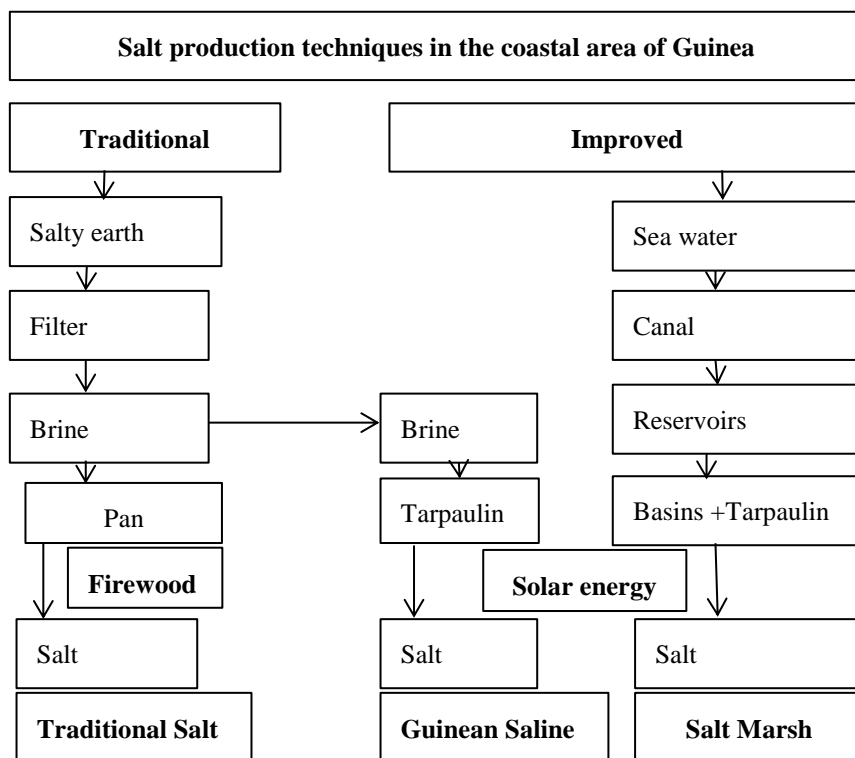 Salt production techniques in the coastal area of Guinea
Traditional
Improved
Salty earth
Sea water
Filter
Canal
Brine
Brine
Reservoirs
Pan
Tarpaulin
Basins +Tarpaulin
Firewood
Solar energy
Salt
Salt
Salt
Traditional Salt
Guinean Saline
Salt Marsh